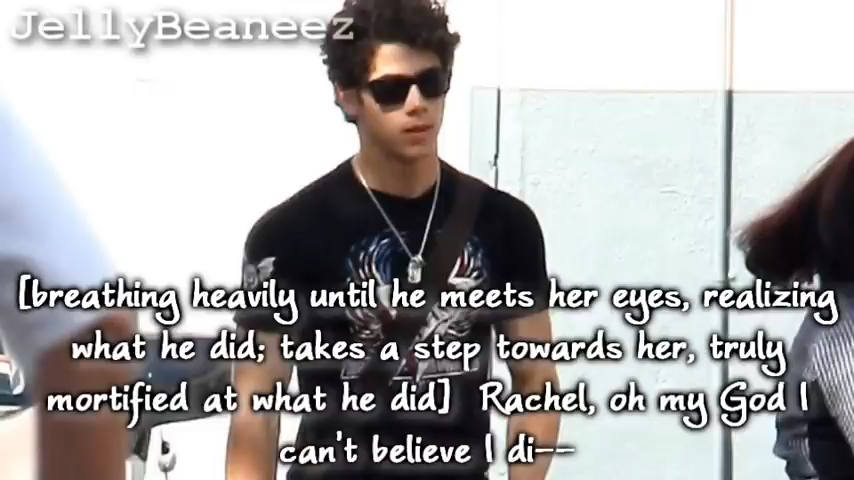 JellyBeaneez
[breathing heavily until he meets her eyes, realizing
what he did; takes a step towards her, truly
mortified at what he did]  Rachel, oh my God I
can't believe I di--